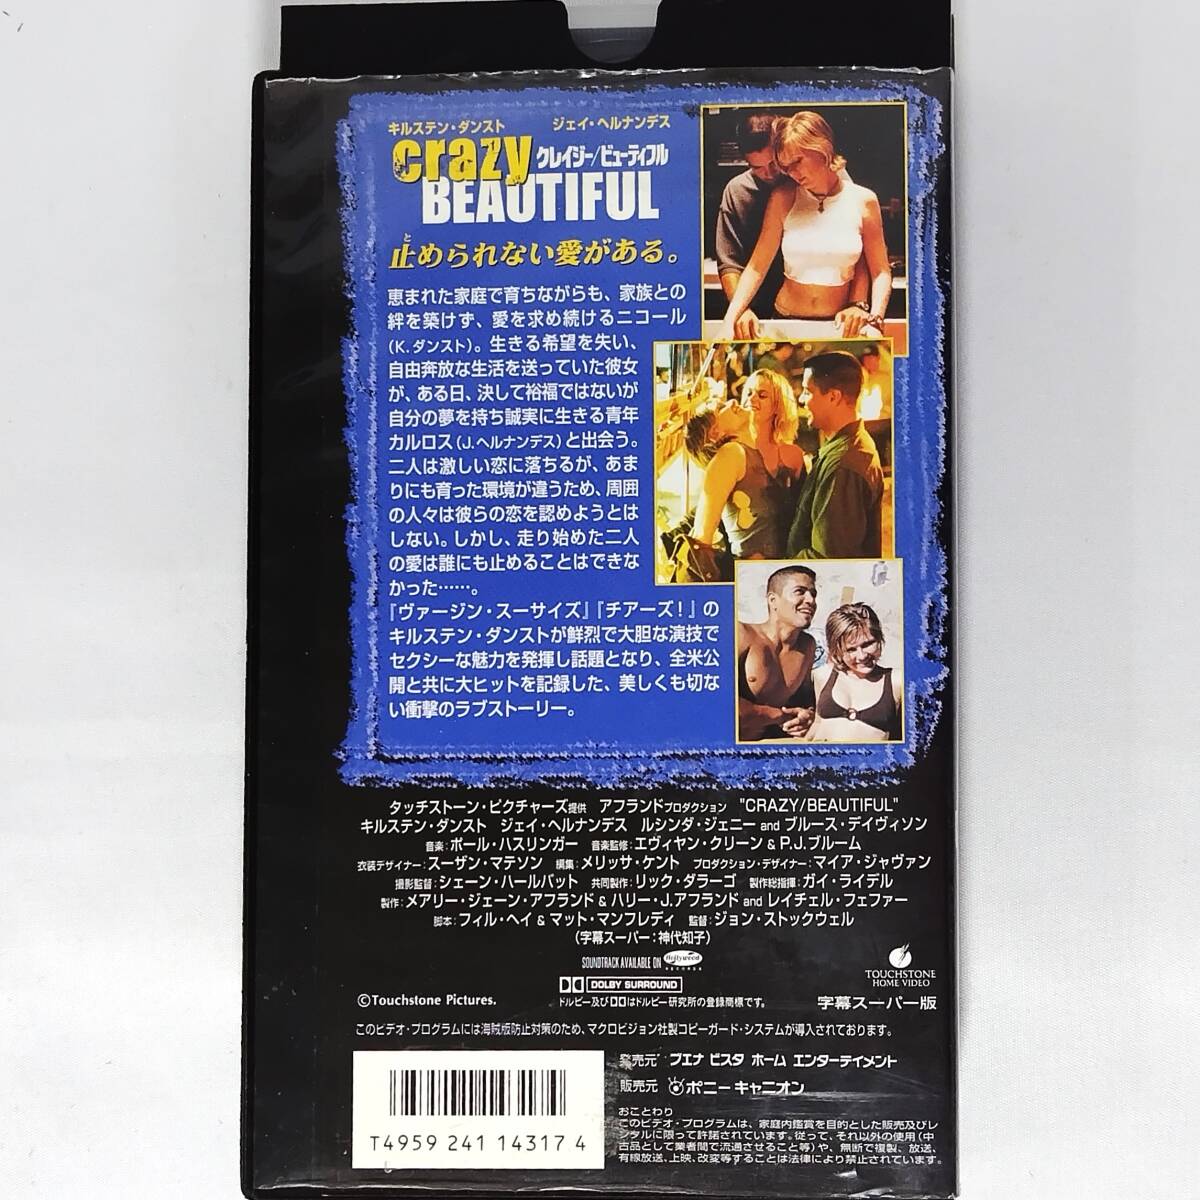 キルステン・ダンスト ジェイ・ヘルナンデス
crazy クレイジー/ビューティフル
BEAUTIFUL
止められない愛がある。
と
恵まれた家庭で育ちながらも、家族との
絆を築けず、愛を求め続けるニコール
(K.ダンスト)。生きる希望を失い、
自由奔放な生活を送っていた彼女
が、ある日、決して裕福ではないが
自分の夢を持ち誠実に生きる青年
カルロス(J.ヘルナンデス)と出会う。
二人は激しい恋に落ちるが、あま
りにも育った環境が違うため、周囲
の人々は彼らの恋を認めようとは
しない。しかし、走り始めた二人
の愛は誰にも止めることはできな
かった……。
『ヴァージン・スーサイズ』『チアーズ!』の
キルステン・ダンストが鮮烈で大胆な演技で
セクシーな魅力を発揮し話題となり、全米公
開と共に大ヒットを記録した、美しくも切な
い衝撃のラブストーリー。
タッチストーン・ピクチャーズ提供 アフランドプロダクション "CRAZY/BEAUTIFUL"
キルステン・ダンスト ジェイ・ヘルナンデス ルシンダ・ジェニー and ブルース・デイヴィソン
音楽:ポール・ハスリンガー 音楽監修:エヴィヤン・クリーン & P.J.ブルーム
衣装デザイナー:スーザン・マテソン 編集:メリッサ・ケント プロダクション・デザイナー:マイア・ジャヴァン
撮影監督:シェーン・ハールバット 共同製作:リック・ダラーゴ 製作総指揮:ガイ・ライデル
製作:メアリー・ジェーン・アフランド & ハリー・J.アフランド and レイチェル・フェファー
脚本:フィル・ヘイ & マット・マンフレディ 監督:ジョン・ストックウェル
(字幕スーパー:神代知子)
SOUNDTRACK AVAILABLE ON Hollywood RECORDS
DOLBY SURROUND
TOUCHSTONE
HOME VIDEO
©Touchstone Pictures.
ドルビー及びDDはドルビー研究所の登録商標です。
字幕スーパー版
このビデオ・プログラムには海賊版防止対策のため、マクロビジョン社製コピーガード・システムが導入されております。
発売元 ブエナ ビスタ ホーム エンターテイメント
販売元 ポニーキャニオン
T4959 241 14317 4
おことわり
このビデオ・プログラムは、家庭内鑑賞を目的とした販売及びレ
ンタルに限って許諾されています。従って、それ以外の使用(中
古品として業者間で流通させること等)や、無断で複製、放送、
有線放送、上映、改変等することは法律により禁止されています。